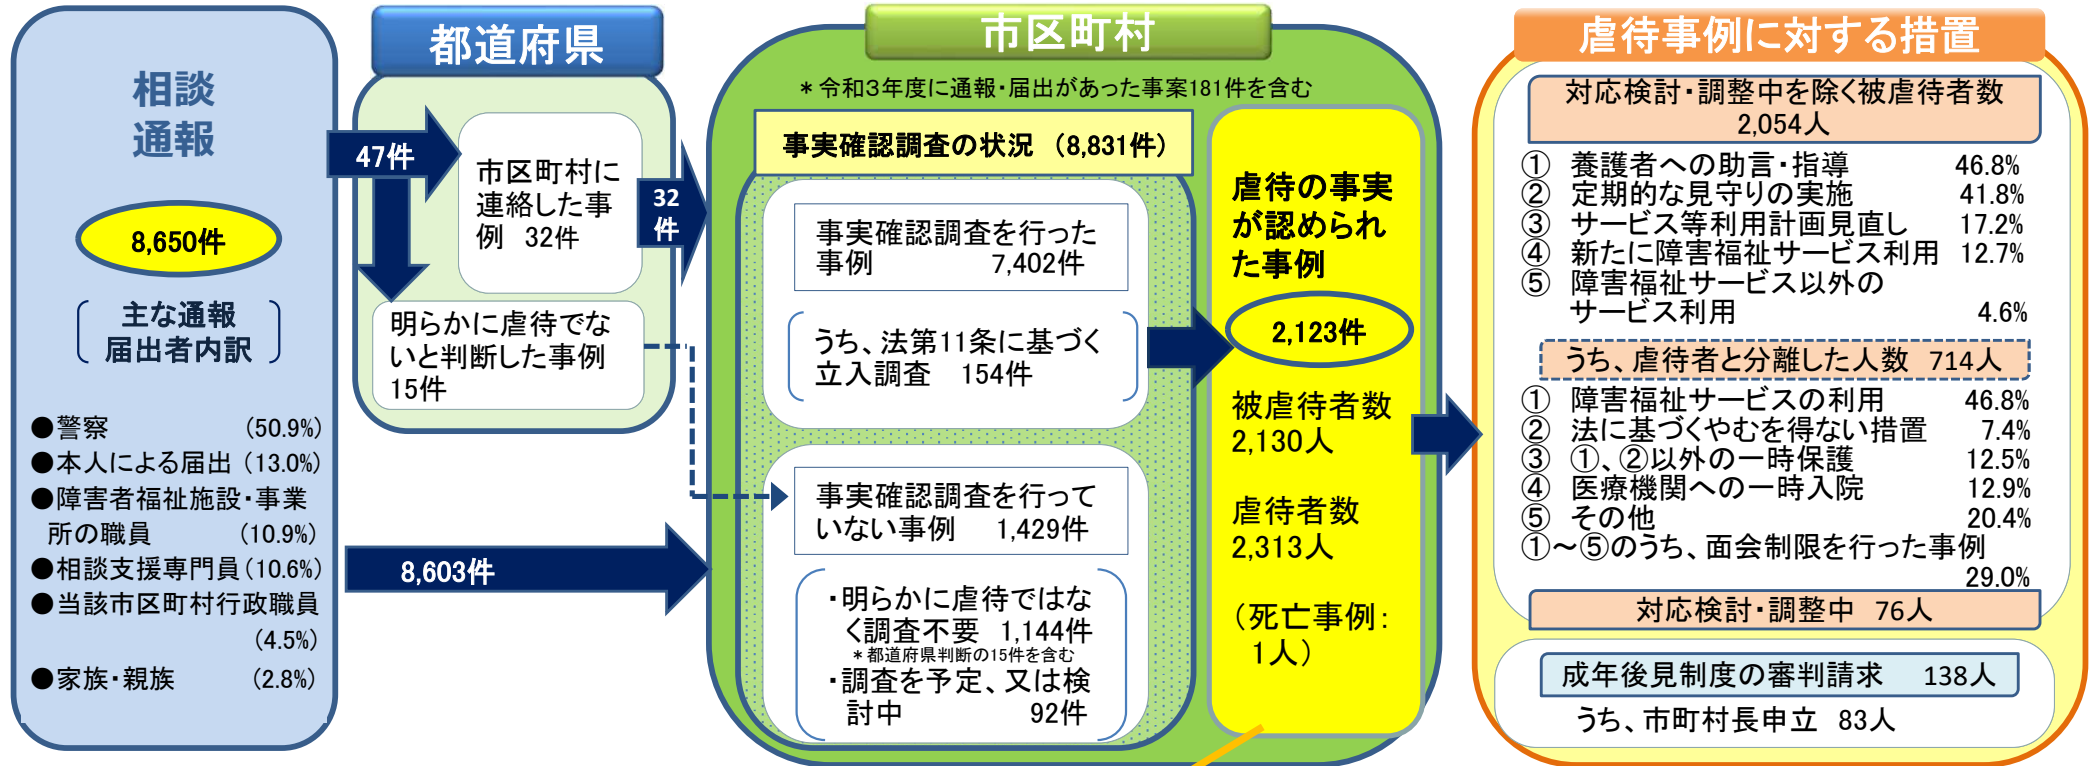 相談
通報
8,650件
主な通報
届出者内訳
●警察 (50.9%)
●本人による届出 (13.0%)
●障害者福祉施設・事業
所の職員 (10.9%)
●相談支援専門員(10.6%)
●当該市区町村行政職員
(4.5%)
●家族・親族 (2.8%)
都道府県
47件
市区町村に
連絡した事
例 32件
32
件
明らかに虐待でな
いと判断した事例
15件
8,603件
市区町村
*令和3年度に通報・届出があった事案181件を含む
事実確認調査の状況 (8,831件)
事実確認調査を行った
事例 7,402件
うち、法第11条に基づく
立入調査 154件
事実確認調査を行って
いない事例 1,429件
・明らかに虐待ではな
く調査不要 1,144件
*都道府県判断の15件を含む
・調査を予定、又は検
討中 92件
虐待の事実
が認められ
た事例
2,123件
被虐待者数
2,130人
虐待者数
2,313人
(死亡事例:
1人)
虐待事例に対する措置
対応検討・調整中を除く被虐待者数
2,054人
① 養護者への助言・指導 46.8%
② 定期的な見守りの実施 41.8%
③ サービス等利用計画見直し 17.2%
④ 新たに障害福祉サービス利用 12.7%
⑤ 障害福祉サービス以外の
サービス利用 4.6%
うち、虐待者と分離した人数 714人
① 障害福祉サービスの利用 46.8%
② 法に基づくやむを得ない措置 7.4%
③ ①、②以外の一時保護 12.5%
④ 医療機関への一時入院 12.9%
⑤ その他 20.4%
①~⑤のうち、面会制限を行った事例
29.0%
対応検討・調整中 76人
成年後見制度の審判請求 138人
うち、市町村長申立 83人